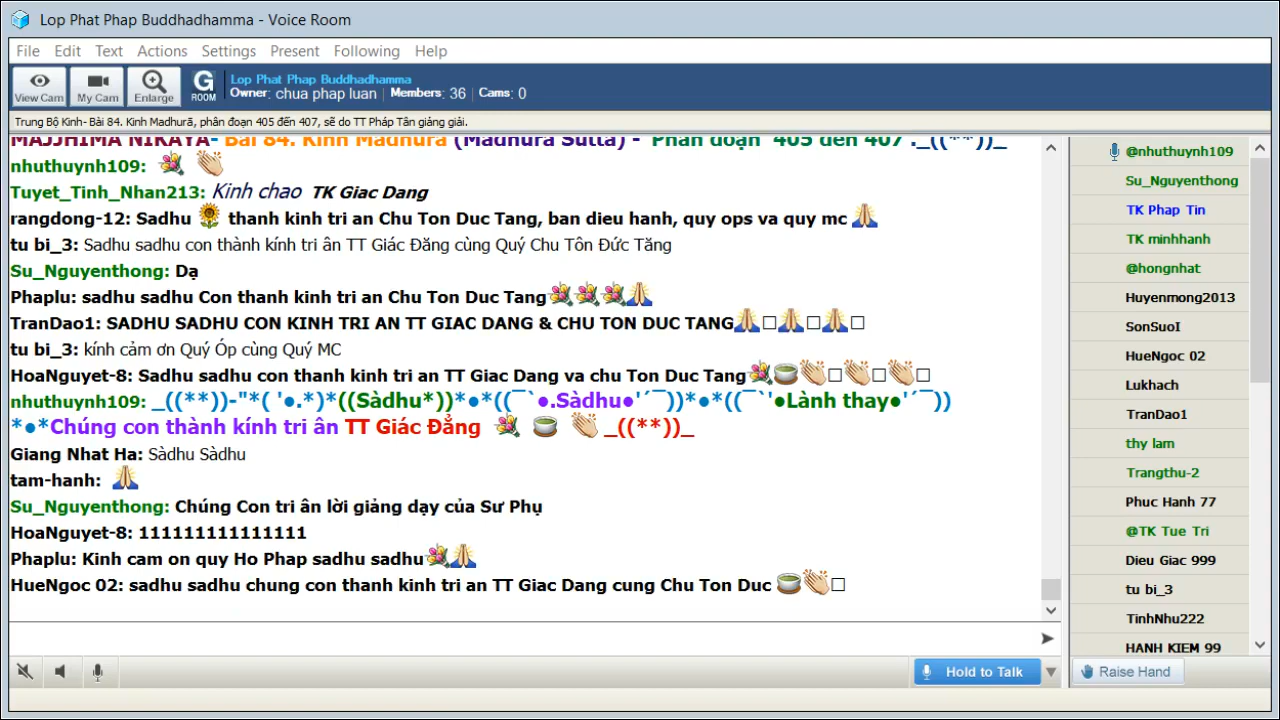 Lop Phat Phap Buddhadhamma - Voice Room
File Edit Text Actions Settings Present Following Help
View Cam My Cam Enlarge G ROOM
Lop Phat Phap Buddhadhamma
Owner: chua phap luan Members: 36 Cams: 0
Trung Bộ Kinh- Bài 84. Kinh Madhurā, phân đoạn 405 đến 407, sẽ do TT Pháp Tân giảng giải.
MAJJHIMA NIKAYA- Bài 84. Kinh Madhura (Madhura Sutta) - Phân đoạn 405 đến 407 ._((**))_
nhuthuynh109:
Tuyet_Tinh_Nhan213: Kinh chao TK Giac Dang
rangdong-12: Sadhu thanh kinh tri an Chu Ton Duc Tang, ban dieu hanh, quy ops va quy mc
tu bi_3: Sadhu sadhu con thành kính tri ân TT Giác Đăng cùng Quý Chu Tôn Đức Tăng
Su_Nguyenthong: Dạ
Phaplu: sadhu sadhu Con thanh kinh tri an Chu Ton Duc Tang
TranDao1: SADHU SADHU CON KINH TRI AN TT GIAC DANG & CHU TON DUC TANG
tu bi_3: kính cảm ơn Quý Óp cùng Quý MC
HoaNguyet-8: Sadhu sadhu con thanh kinh tri an TT Giac Dang va chu Ton Duc Tang
nhuthuynh109: _((**))-"*( '●.*)*((Sàdhu*))*●*((¯`●.Sàdhu●'´¯))*●*((¯`'●Lành thay●'´¯))
*●*Chúng con thành kính tri ân TT Giác Đẳng _((**))_
Giang Nhat Ha: Sàdhu Sàdhu
tam-hanh:
Su_Nguyenthong: Chúng Con tri ân lời giảng dạy của Sư Phụ
HoaNguyet-8: 111111111111111
Phaplu: Kinh cam on quy Ho Phap sadhu sadhu
HueNgoc 02: sadhu sadhu chung con thanh kinh tri an TT Giac Dang cung Chu Ton Duc
@nhuthuynh109
Su_Nguyenthong
TK Phap Tin
TK minhhanh
@hongnhat
Huyenmong2013
SonSuoI
HueNgoc 02
Lukhach
TranDao1
thy lam
Trangthu-2
Phuc Hanh 77
@TK Tue Tri
Dieu Giac 999
tu bi_3
TinhNhu222
HANH KIEM 99
Hold to Talk
Raise Hand